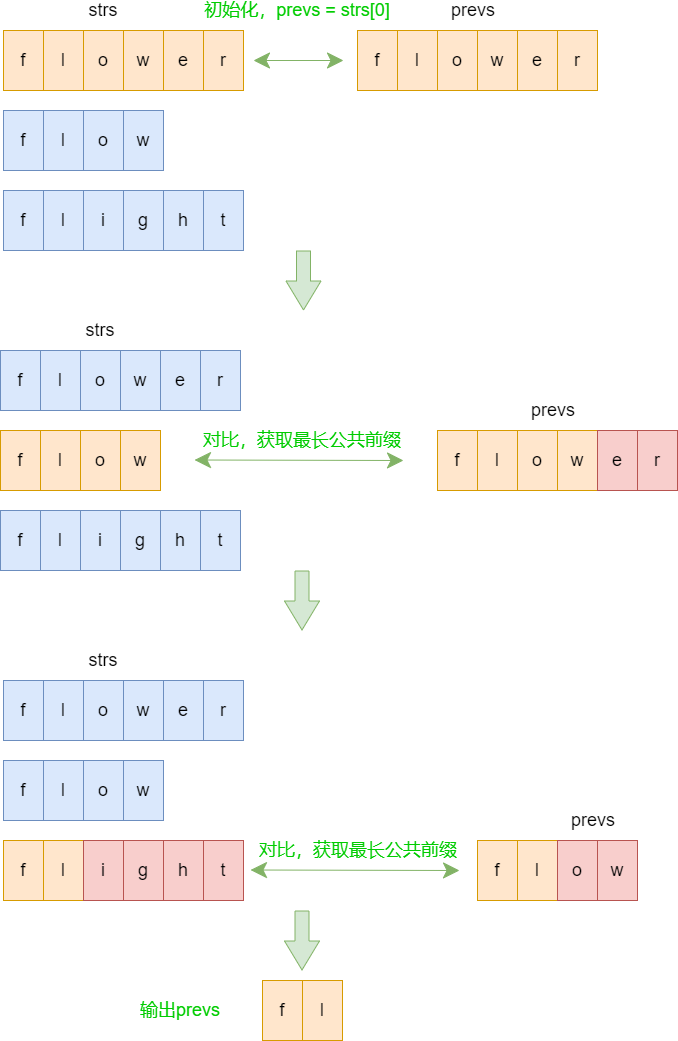 strs 初始化，prevs = strs[0] prevs
f l o w e r f l o w e r
f l o w
f l i g h t
strs
f l o w e r
prevs
f l o w 对比，获取最长公共前缀 f l o w e r
f l i g h t
strs
f l o w e r
f l o w
prevs
f l i g h t 对比，获取最长公共前缀 f l o w
输出prevs f l